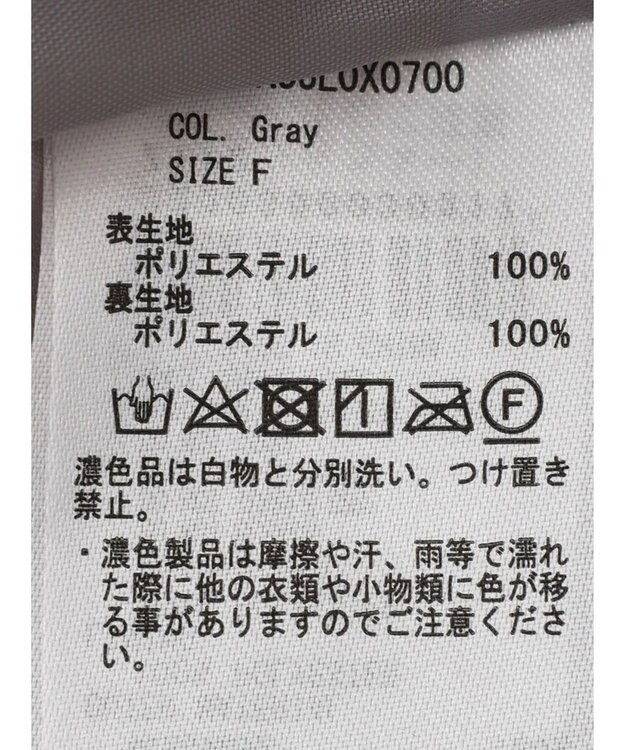 0X0700
COL. Gray
SIZE F
表生地
ポリエステル 100%
裏生地
ポリエステル 100%
F
濃色品は白物と分別洗い。つけ置き
禁止。
・濃色製品は摩擦や汗、雨等で濡れ
た際に他の衣類や小物類に色が移
る事がありますのでご注意くださ
い。